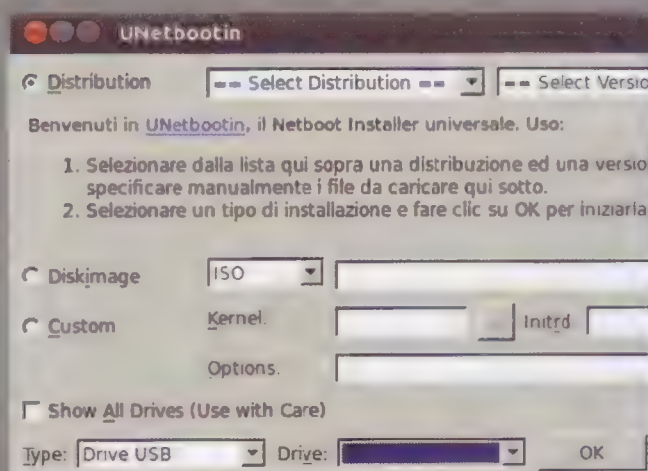 UNetbootin
Distribution == Select Distribution == == Select Versio
Benvenuti in UNetbootin, il Netboot Installer universale. Uso:
1. Selezionare dalla lista qui sopra una distribuzione ed una versio
specificare manualmente i file da caricare qui sotto.
2. Selezionare un tipo di installazione e fare clic su OK per iniziarla
Diskimage ISO
Custom Kernel: ... Initrd
Options:
Show All Drives (Use with Care)
Type: Drive USB Drive: OK